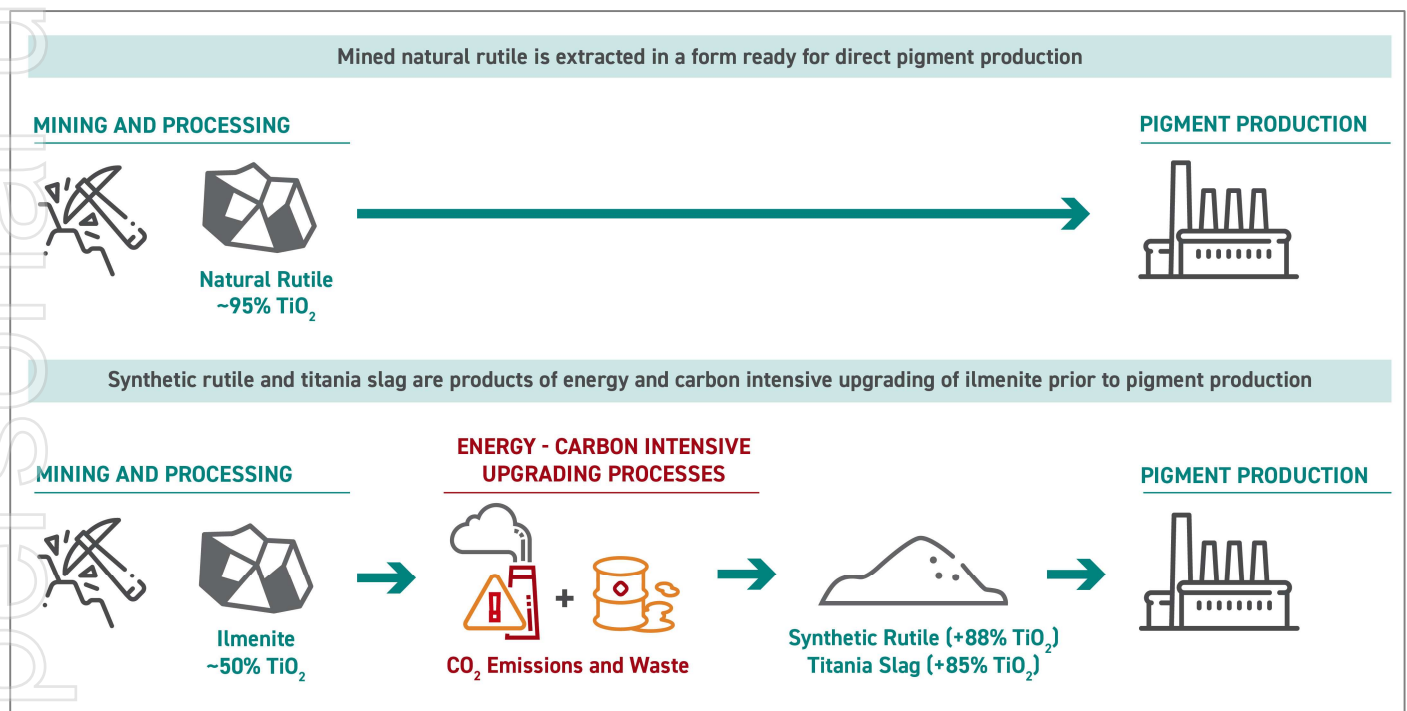 Mined natural rutile is extracted in a form ready for direct pigment production
MINING AND PROCESSING
PIGMENT PRODUCTION
Natural Rutile
~95% TiO₂
Synthetic rutile and titania slag are products of energy and carbon intensive upgrading of ilmenite prior to pigment production
MINING AND PROCESSING
ENERGY - CARBON INTENSIVE
UPGRADING PROCESSES
PIGMENT PRODUCTION
Ilmenite
~50% TiO₂
+
CO₂ Emissions and Waste
Synthetic Rutile (+88% TiO₂)
Titania Slag (+85% TiO₂)
personal u